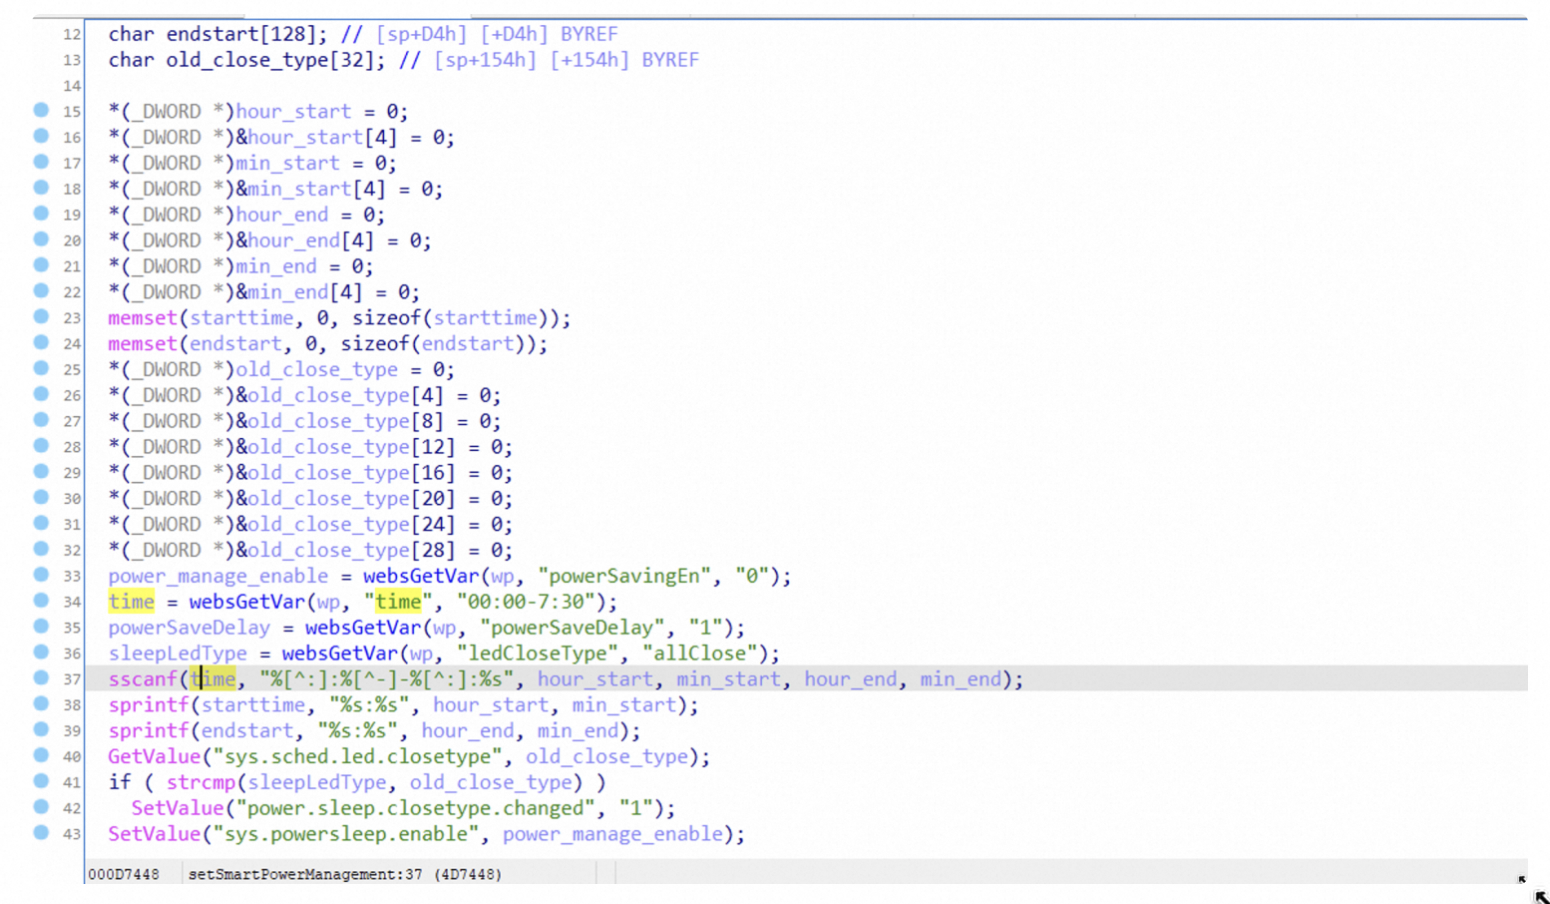 12 char endstart[128]; // [sp+D4h] [+D4h] BYREF
13 char old_close_type[32]; // [sp+154h] [+154h] BYREF
14
15 *(_DWORD *)hour_start = 0;
16 *(_DWORD *)&hour_start[4] = 0;
17 *(_DWORD *)min_start = 0;
18 *(_DWORD *)&min_start[4] = 0;
19 *(_DWORD *)hour_end = 0;
20 *(_DWORD *)&hour_end[4] = 0;
21 *(_DWORD *)min_end = 0;
22 *(_DWORD *)&min_end[4] = 0;
23 memset(starttime, 0, sizeof(starttime));
24 memset(endstart, 0, sizeof(endstart));
25 *(_DWORD *)old_close_type = 0;
26 *(_DWORD *)&old_close_type[4] = 0;
27 *(_DWORD *)&old_close_type[8] = 0;
28 *(_DWORD *)&old_close_type[12] = 0;
29 *(_DWORD *)&old_close_type[16] = 0;
30 *(_DWORD *)&old_close_type[20] = 0;
31 *(_DWORD *)&old_close_type[24] = 0;
32 *(_DWORD *)&old_close_type[28] = 0;
33 power_manage_enable = websGetVar(wp, "powerSavingEn", "0");
34 time = websGetVar(wp, "time", "00:00-7:30");
35 powerSaveDelay = websGetVar(wp, "powerSaveDelay", "1");
36 sleepLedType = websGetVar(wp, "ledCloseType", "allClose");
37 sscanf(time, "%[^:]:%[^-]-%[^:]:%s", hour_start, min_start, hour_end, min_end);
38 sprintf(starttime, "%s:%s", hour_start, min_start);
39 sprintf(endstart, "%s:%s", hour_end, min_end);
40 GetValue("sys.sched.led.closetype", old_close_type);
41 if ( strcmp(sleepLedType, old_close_type) )
42 SetValue("power.sleep.closetype.changed", "1");
43 SetValue("sys.powersleep.enable", power_manage_enable);
000D7448 setSmartPowerManagement:37 (4D7448)